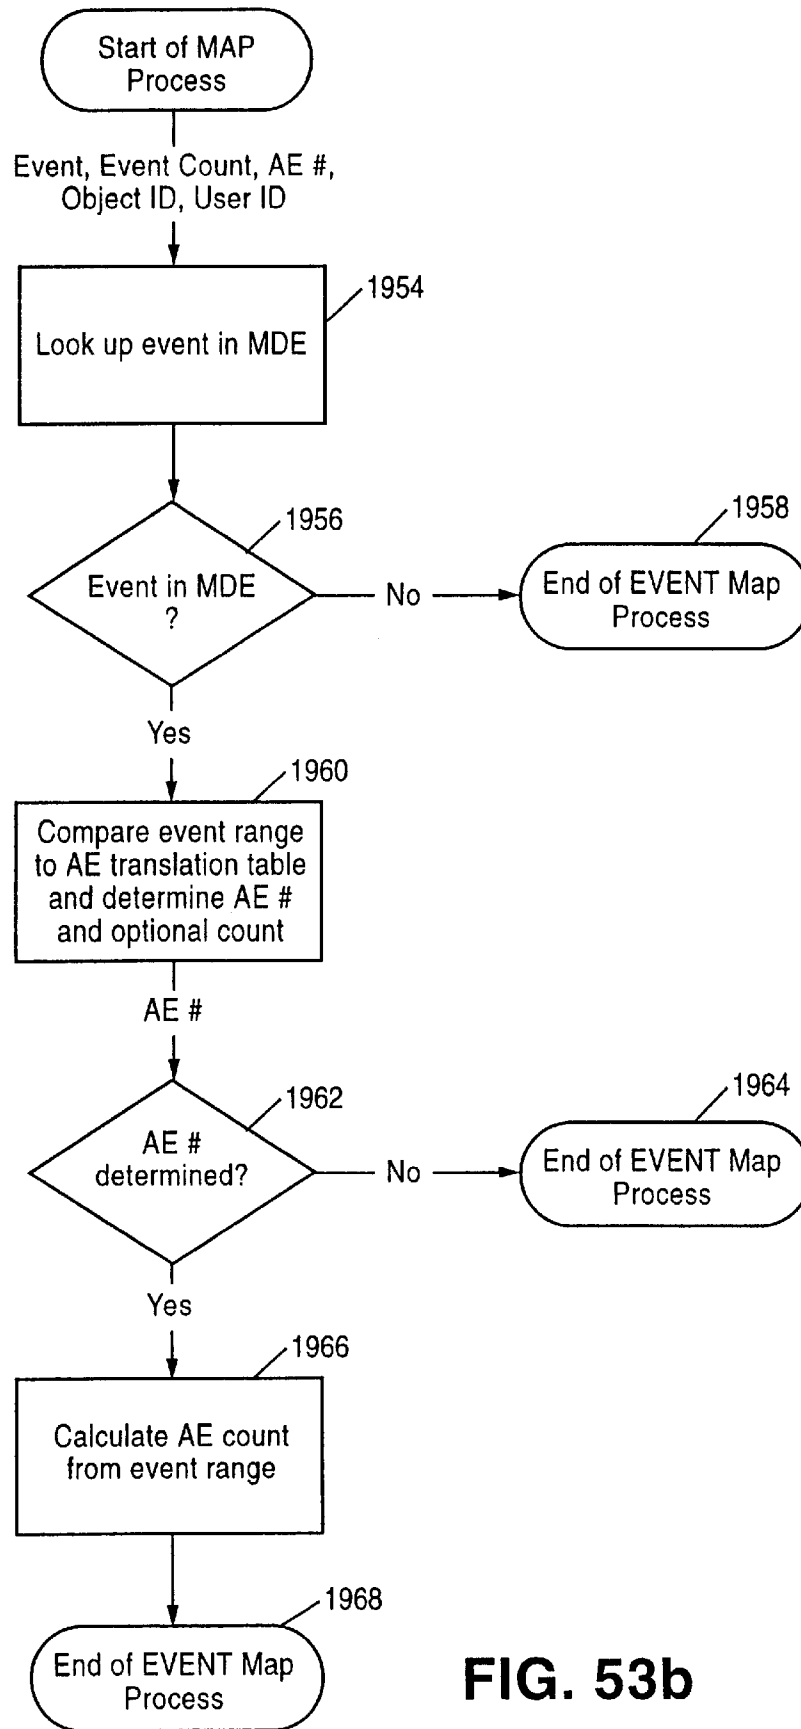 Start of MAP
Process
Event, Event Count, AE #,
Object ID, User ID
1954
Look up event in MDE
1956
Event in MDE
?
No
1958
End of EVENT Map
Process
Yes
1960
Compare event range
to AE translation table
and determine AE #
and optional count
AE #
1962
AE #
determined?
No
1964
End of EVENT Map
Process
Yes
1966
Calculate AE count
from event range
1968
End of EVENT Map
Process
FIG. 53b